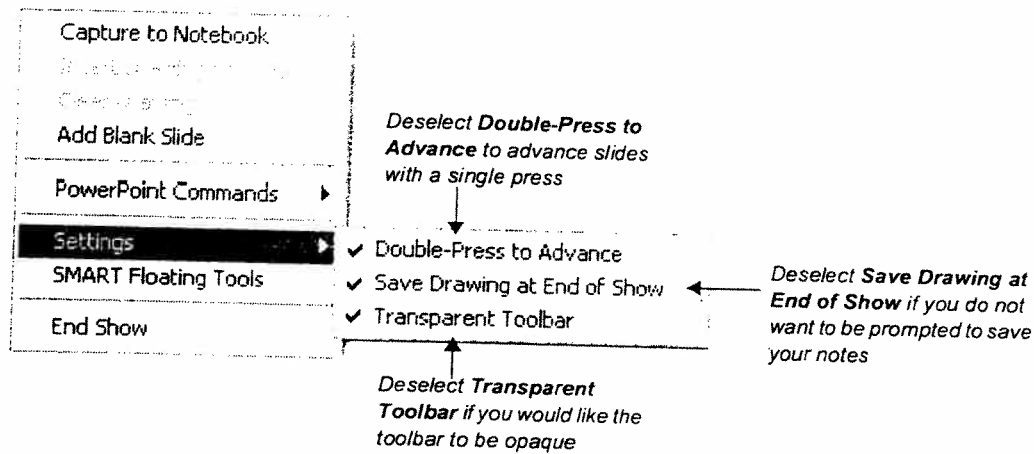 Capture to Notebook
Add Blank Slide
PowerPoint Commands
Settings
SMART Floating Tools
End Show
Deselect Double-Press to
Advance to advance slides
with a single press
Double-Press to Advance
Save Drawing at End of Show
Transparent Toolbar
Deselect Save Drawing at
End of Show if you do not
want to be prompted to save
your notes
Deselect Transparent
Toolbar if you would like the
toolbar to be opaque